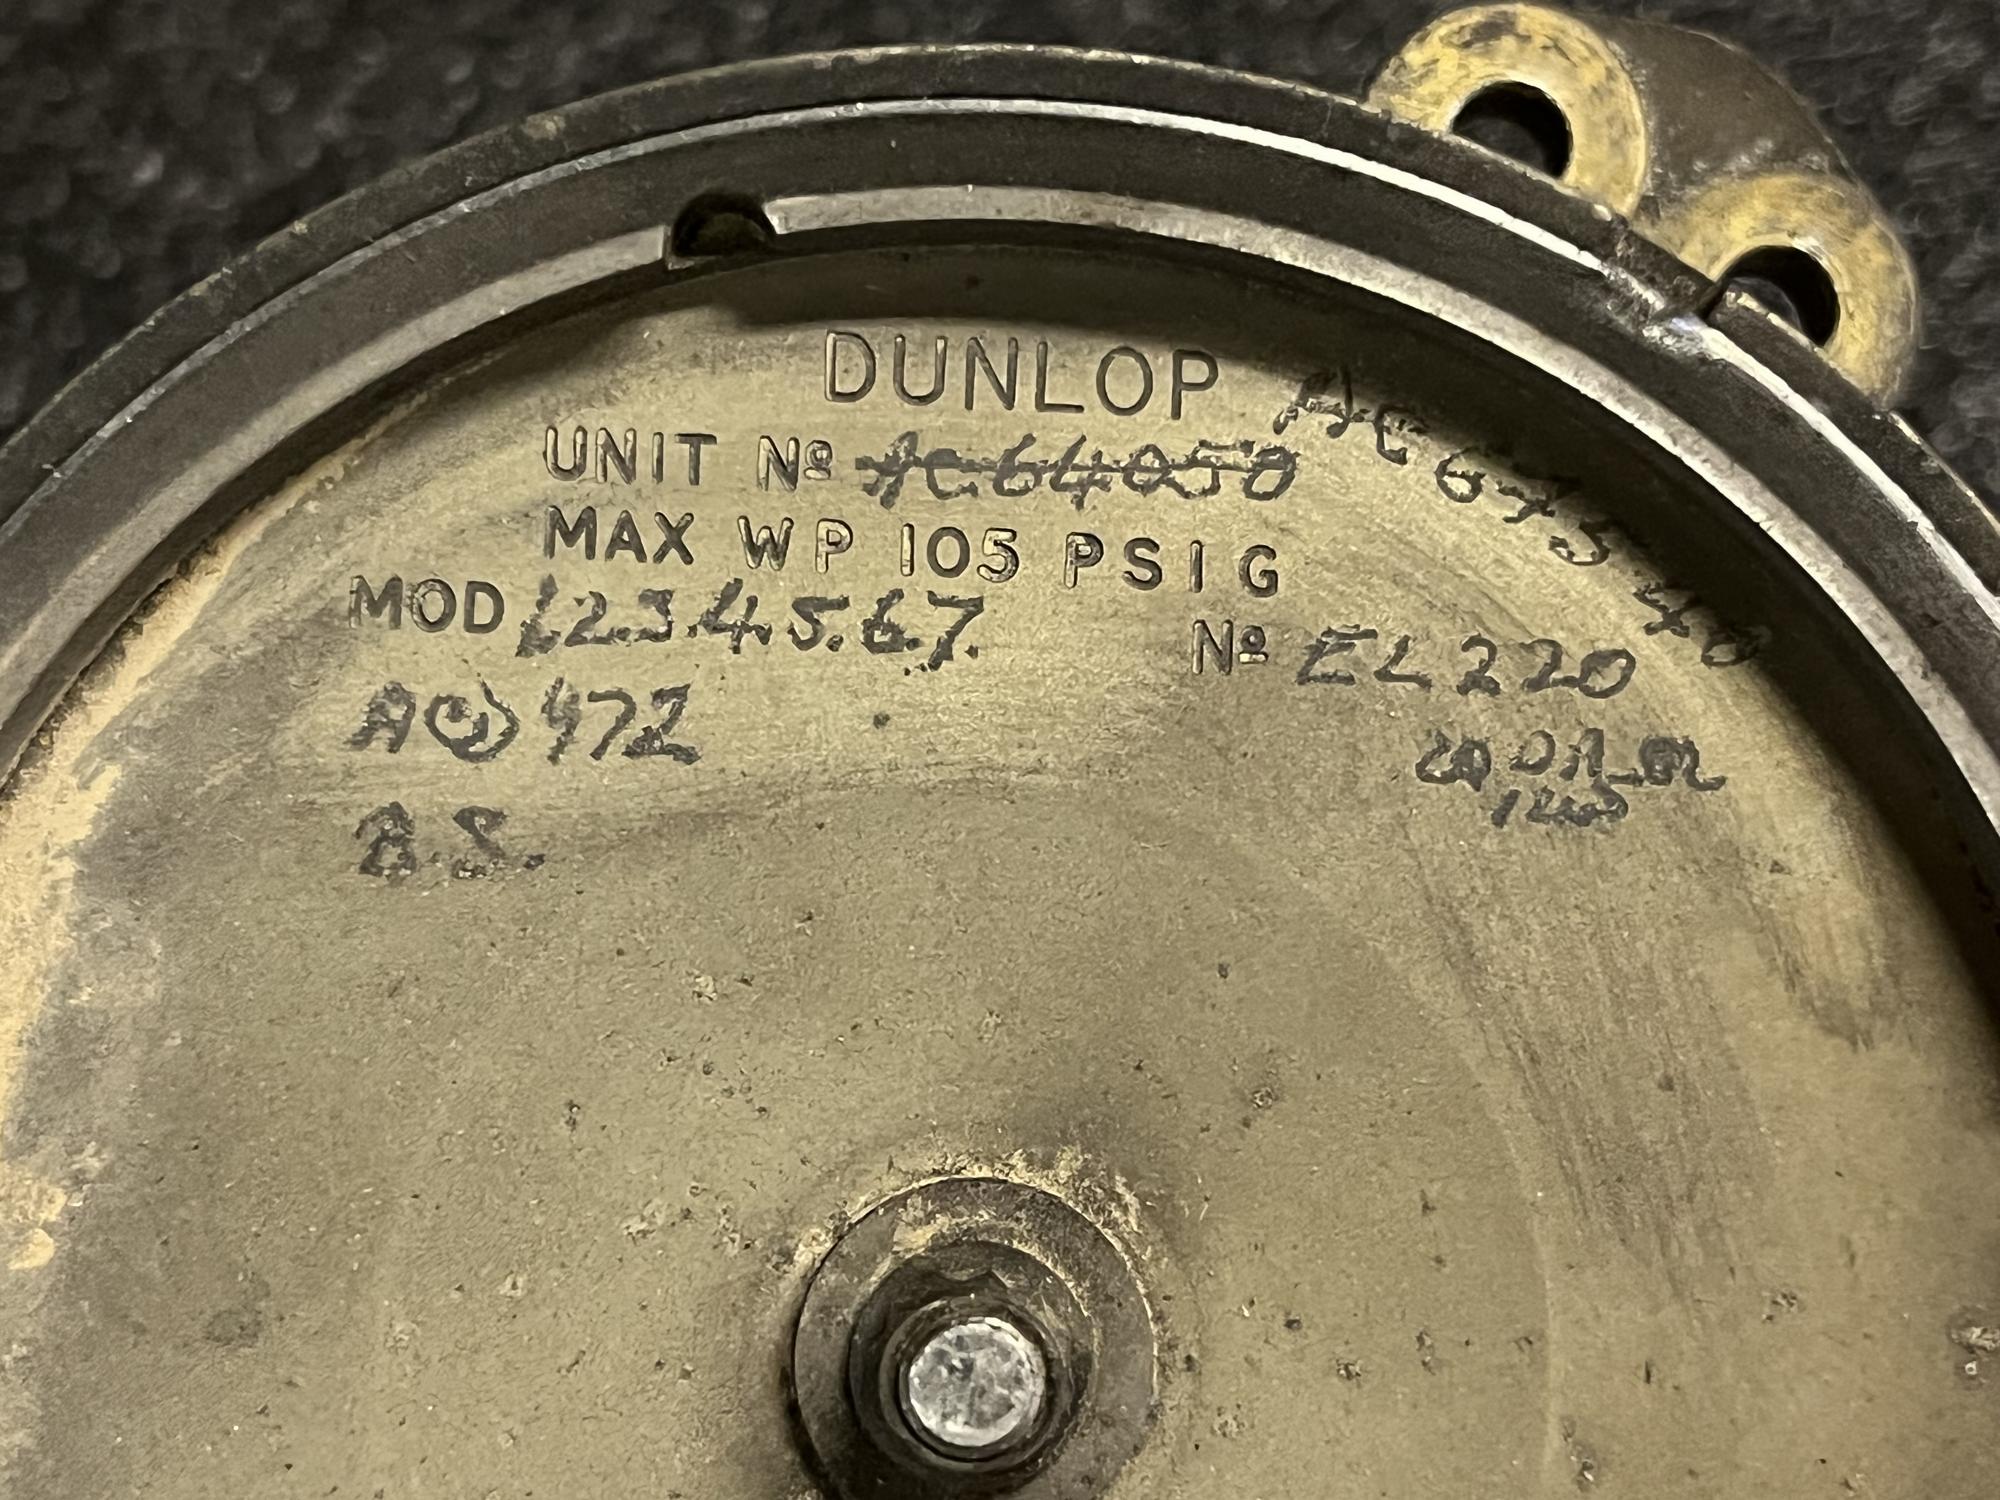 DUNLOP
UNIT Nº AC64050
MAX WP 105 PSIG
MOD 1.2.3.4.5.6.7.
Nº EL220
472
B.S.